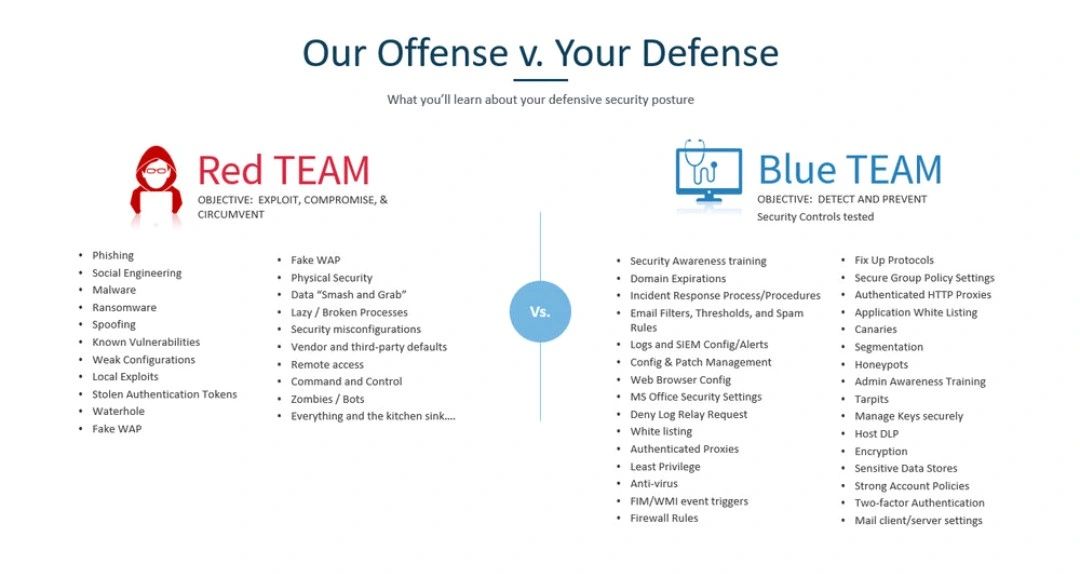 Our Offense v. Your Defense
What you'll learn about your defensive security posture
Red TEAM
OBJECTIVE: EXPLOIT, COMPROMISE, &
CIRCUMVENT
• Phishing
• Social Engineering
• Malware
• Ransomware
• Spoofing
• Known Vulnerabilities
• Weak Configurations
• Local Exploits
• Stolen Authentication Tokens
• Waterhole
• Fake WAP
• Fake WAP
• Physical Security
• Data “Smash and Grab”
• Lazy / Broken Processes
• Security misconfigurations
• Vendor and third-party defaults
• Remote access
• Command and Control
• Zombies / Bots
• Everything and the kitchen sink....
Vs.
Blue TEAM
OBJECTIVE: DETECT AND PREVENT
Security Controls tested
• Security Awareness training
• Domain Expirations
• Incident Response Process/Procedures
• Email Filters, Thresholds, and Spam
Rules
• Logs and SIEM Config/Alerts
• Config & Patch Management
• Web Browser Config
• MS Office Security Settings
• Deny Log Relay Request
• White listing
• Authenticated Proxies
• Least Privilege
• Anti-virus
• FIM/WMI event triggers
• Firewall Rules
• Fix Up Protocols
• Secure Group Policy Settings
• Authenticated HTTP Proxies
• Application White Listing
• Canaries
• Segmentation
• Honeypots
• Admin Awareness Training
• Tarpits
• Manage Keys securely
• Host DLP
• Encryption
• Sensitive Data Stores
• Strong Account Policies
• Two-factor Authentication
• Mail client/server settings